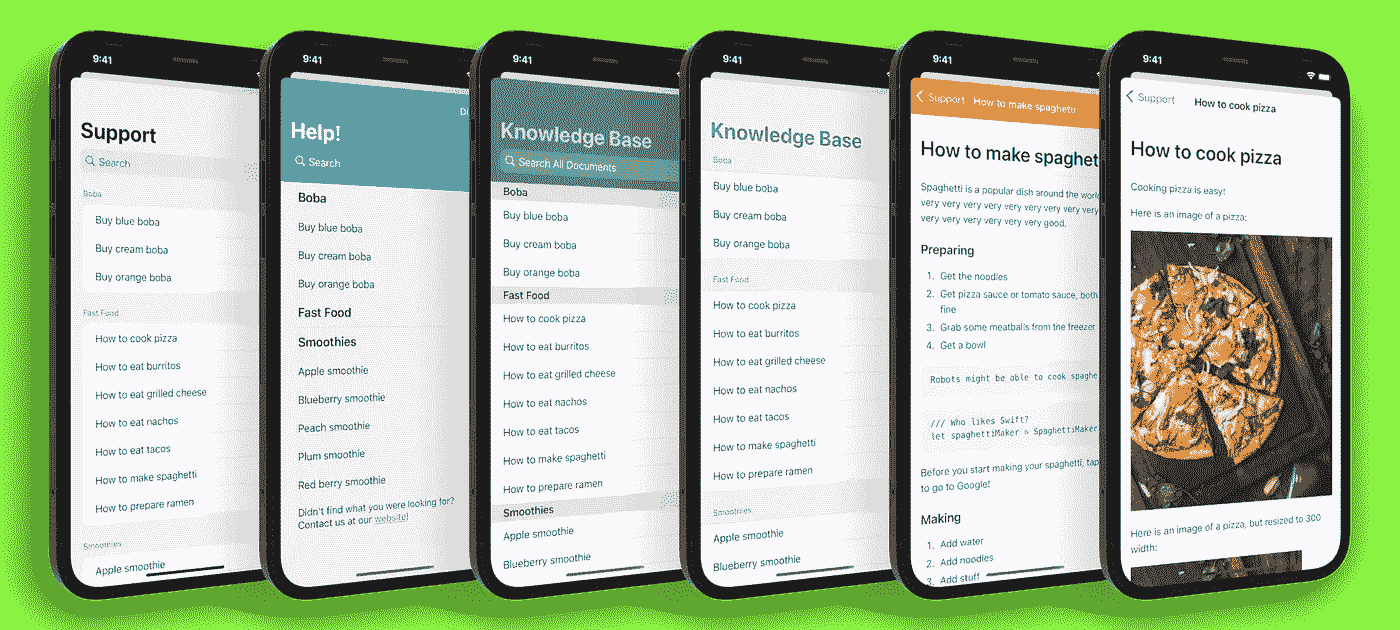 9:41
Support
Search
Boba
Buy blue boba
Buy cream boba
Buy orange boba
Fast Food
How to cook pizza
How to eat burritos
How to eat grilled cheese
How to eat nachos
How to eat tacos
How to make spaghetti
How to prepare ramen
Smoothies
Apple smoothie
9:41
Help!
Search
Boba
Buy blue boba
Buy cream boba
Buy orange boba
Fast Food
Smoothies
Apple smoothie
Blueberry smoothie
Peach smoothie
Plum smoothie
Red berry smoothie
Didn't find what you were looking for?
Contact us at our website!
9:41
Knowledge Base
Search All Documents
Boba
Buy blue boba
Buy cream boba
Buy orange boba
Fast Food
How to cook pizza
How to eat burritos
How to eat grilled cheese
How to eat nachos
How to eat tacos
How to make spaghetti
How to prepare ramen
Smoothies
Apple smoothie
Blueberry smoothie
9:41
Knowledge Base
Boba
Buy blue boba
Buy cream boba
Buy orange boba
Fast Food
How to cook pizza
How to eat burritos
How to eat grilled cheese
How to eat nachos
How to eat tacos
How to make spaghetti
How to prepare ramen
Smoothies
Apple smoothie
Blueberry smoothie
9:41
Support How to make spaghetti
How to make spaghet
Spaghetti is a popular dish around the world
very very very very very very very very very
very very very very very very good.
Preparing
1. Get the noodles
2. Get pizza sauce or tomato sauce, both
fine
3. Grab some meatballs from the freezer
4. Get a bowl
Robots might be able to cook spaghe
/// Who likes Swift?
let spaghettiMaker = SpaghettiMaker
Before you start making your spaghetti, tap
to go to Google!
Making
1. Add water
2. Add noodles
3. Add stuff
9:41
Support How to cook pizza
How to cook pizza
Cooking pizza is easy!
Here is an image of a pizza:
Here is an image of a pizza, but resized to 300
width: